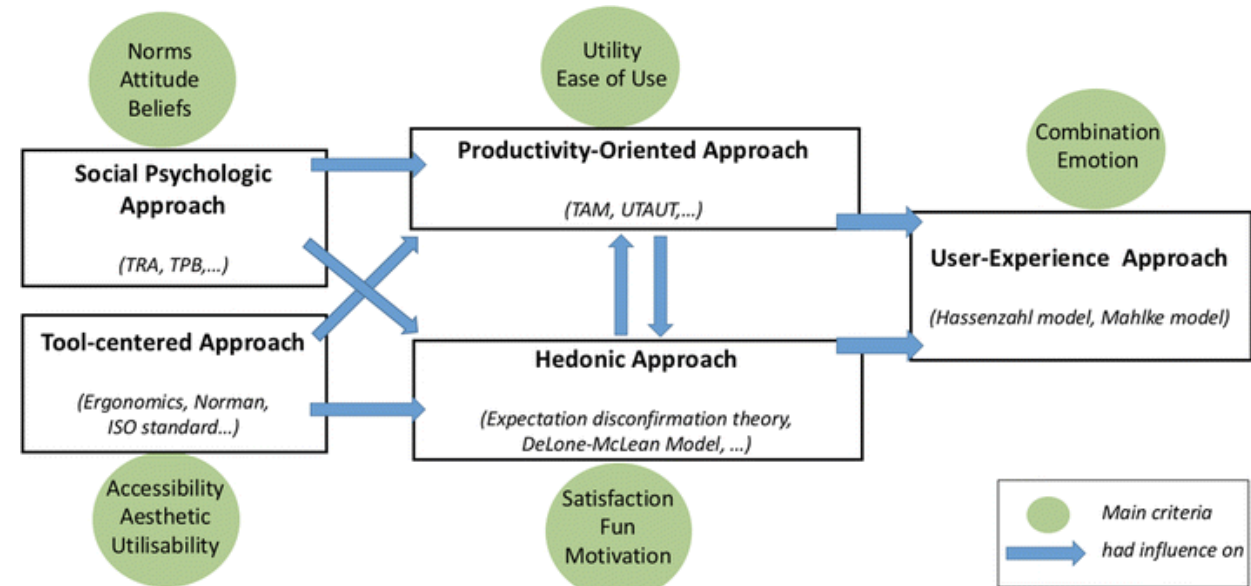 Norms
Attitude
Beliefs
Social Psychologic
Approach
(TRA, TPB,...)
Tool-centered Approach
(Ergonomics, Norman,
ISO standard...)
Accessibility
Aesthetic
Utilisability
Utility
Ease of Use
Productivity-Oriented Approach
(TAM, UTAUT,...)
Hedonic Approach
(Expectation disconfirmation theory,
DeLone-McLean Model, ...)
Satisfaction
Fun
Motivation
Combination
Emotion
User-Experience Approach
(Hassenzahl model, Mahlke model)
Main criteria
had influence on